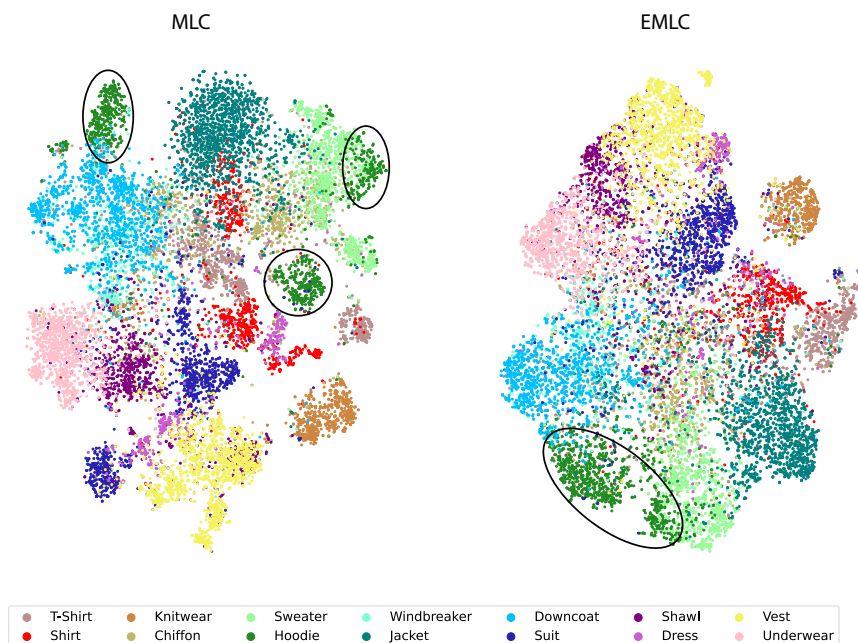 MLC EMLC
T-Shirt Knitwear Sweater Windbreaker Downcoat Shawl Vest
Shirt Chiffon Hoodie Jacket Suit Dress Underwear